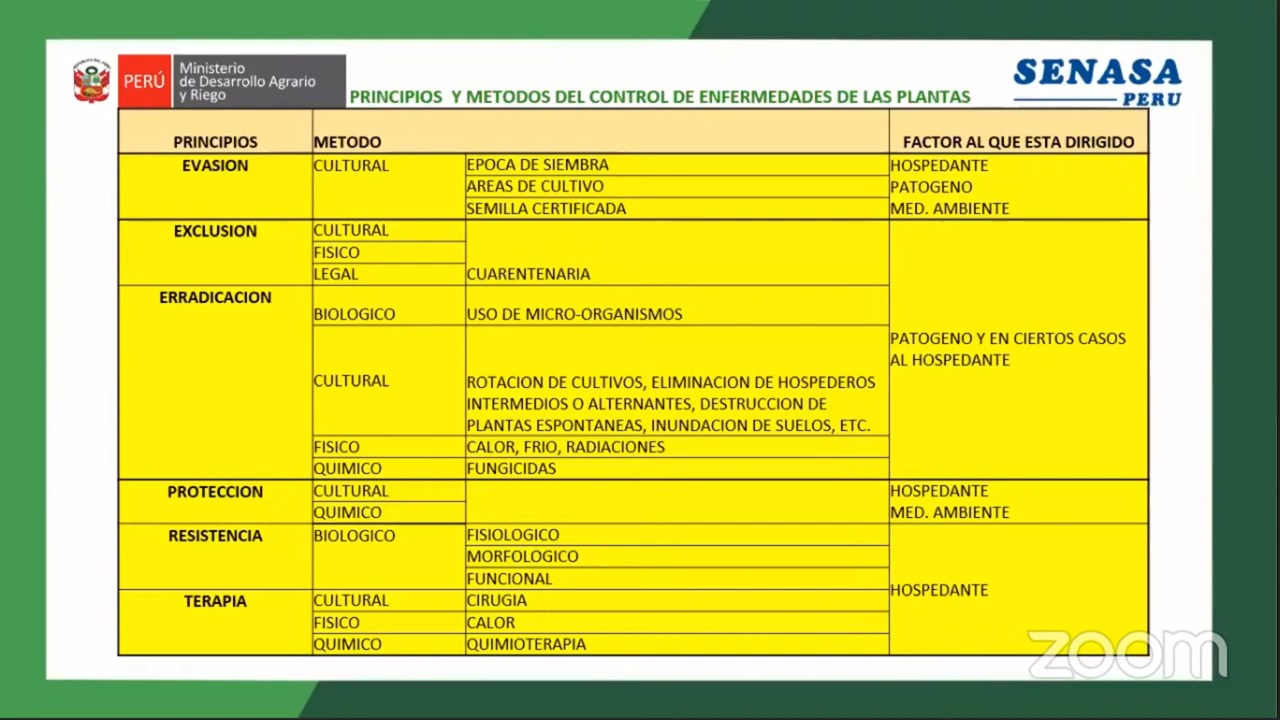 PERÚ
Ministerio
de Desarrollo Agrario
y Riego
SENASA
PERU
PRINCIPIOS Y METODOS DEL CONTROL DE ENFERMEDADES DE LAS PLANTAS
PRINCIPIOS METODO FACTOR AL QUE ESTA DIRIGIDO
EVASION CULTURAL EPOCA DE SIEMBRA HOSPEDANTE
AREAS DE CULTIVO PATOGENO
SEMILLA CERTIFICADA MED. AMBIENTE
EXCLUSION CULTURAL
FISICO
LEGAL CUARENTENARIA
ERRADICACION
BIOLOGICO USO DE MICRO-ORGANISMOS
PATOGENO Y EN CIERTOS CASOS
AL HOSPEDANTE
CULTURAL ROTACION DE CULTIVOS, ELIMINACION DE HOSPEDEROS
INTERMEDIOS O ALTERNANTES, DESTRUCCION DE
PLANTAS ESPONTANEAS, INUNDACION DE SUELOS, ETC.
FISICO CALOR, FRIO, RADIACIONES
QUIMICO FUNGICIDAS
PROTECCION CULTURAL HOSPEDANTE
QUIMICO MED. AMBIENTE
RESISTENCIA BIOLOGICO FISIOLOGICO
MORFOLOGICO
FUNCIONAL
HOSPEDANTE
TERAPIA CULTURAL CIRUGIA
FISICO CALOR
QUIMICO QUIMIOTERAPIA
zoom